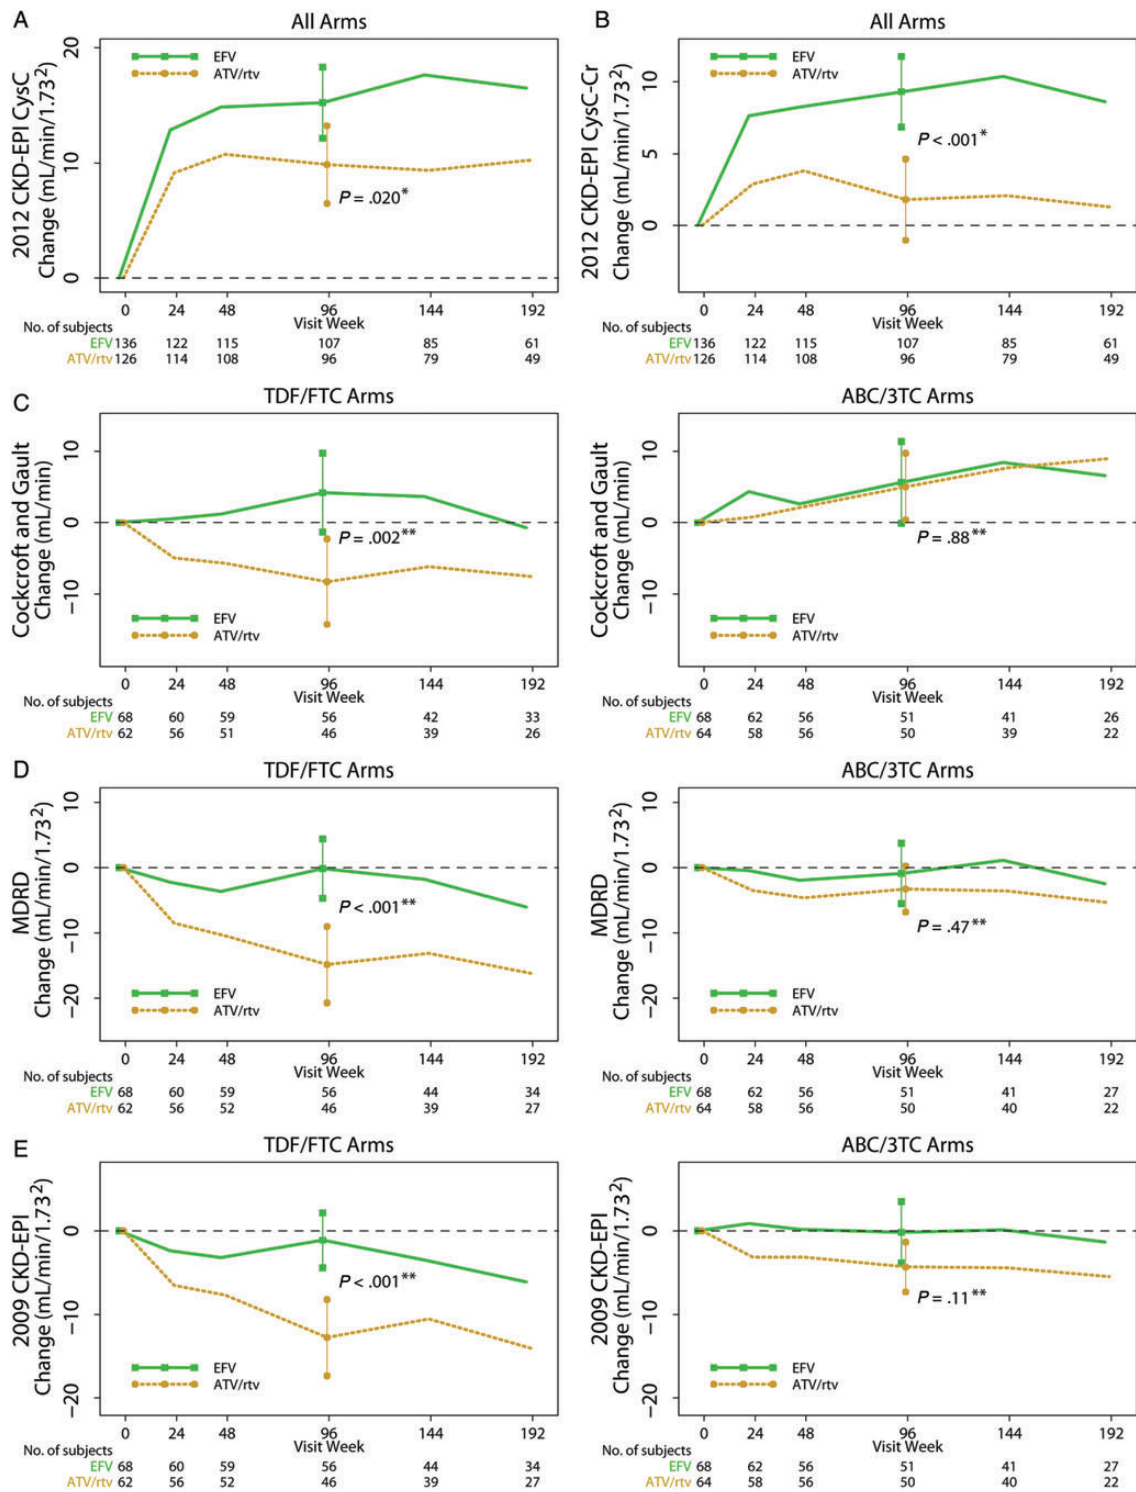 A
All Arms
2012 CKD-EPI CysC
Change (mL/min/1.73²)
20
10
0
EFV
ATV/rtv
P = .020*
0 24 48 96 144 192
Visit Week
No. of subjects
EFV 136 122 115 107 85 61
ATV/rtv 126 114 108 96 79 49
B
All Arms
2012 CKD-EPI CysC-Cr
Change (mL/min/1.73²)
10
5
0
EFV
ATV/rtv
P < .001*
0 24 48 96 144 192
Visit Week
No. of subjects
EFV 136 122 115 107 85 61
ATV/rtv 126 114 108 96 79 49
C
TDF/FTC Arms
Cockcroft and Gault
Change (mL/min)
10
0
−10
P = .002**
EFV
ATV/rtv
0 24 48 96 144 192
Visit Week
No. of subjects
EFV 68 60 59 56 42 33
ATV/rtv 62 56 51 46 39 26
ABC/3TC Arms
Cockcroft and Gault
Change (mL/min)
10
0
−10
P = .88**
EFV
ATV/rtv
0 24 48 96 144 192
Visit Week
No. of subjects
EFV 68 62 56 51 41 26
ATV/rtv 64 58 56 50 39 22
D
TDF/FTC Arms
MDRD
Change (mL/min/1.73²)
10
0
−10
−20
P < .001**
EFV
ATV/rtv
0 24 48 96 144 192
Visit Week
No. of subjects
EFV 68 60 59 56 44 34
ATV/rtv 62 56 52 46 39 27
ABC/3TC Arms
MDRD
Change (mL/min/1.73²)
10
0
−10
−20
P = .47**
EFV
ATV/rtv
0 24 48 96 144 192
Visit Week
No. of subjects
EFV 68 62 56 51 41 27
ATV/rtv 64 58 56 50 40 22
E
TDF/FTC Arms
2009 CKD-EPI
Change (mL/min/1.73²)
0
−10
−20
P < .001**
EFV
ATV/rtv
0 24 48 96 144 192
Visit Week
No. of subjects
EFV 68 60 59 56 44 34
ATV/rtv 62 56 52 46 39 27
ABC/3TC Arms
2009 CKD-EPI
Change (mL/min/1.73²)
0
−10
−20
P = .11**
EFV
ATV/rtv
0 24 48 96 144 192
Visit Week
No. of subjects
EFV 68 62 56 51 41 27
ATV/rtv 64 58 56 50 40 22